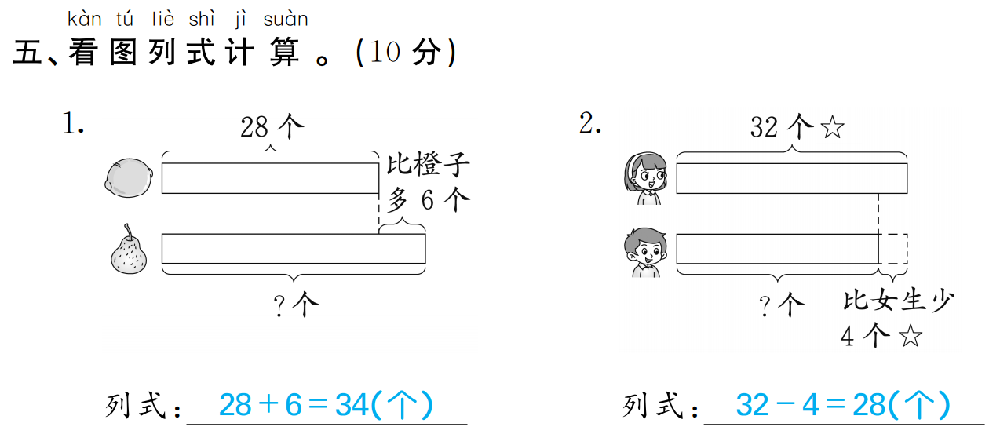 kàn tú liè shì jì suàn
五、看图列式计算。(10分)
1.
28个
比橙子
多6个
?个
列式：28＋6＝34(个)
2.
32个☆
?个
比女生少
4个☆
列式：32－4＝28(个)